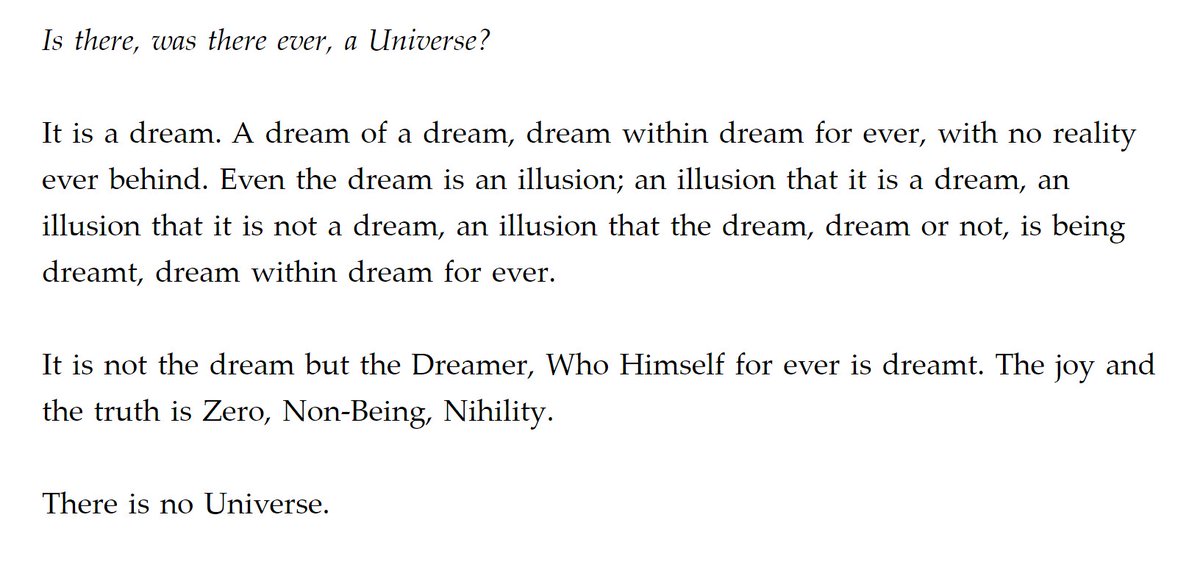 Is there, was there ever, a Universe?
It is a dream. A dream of a dream, dream within dream for ever, with no reality
ever behind. Even the dream is an illusion; an illusion that it is a dream, an
illusion that it is not a dream, an illusion that the dream, dream or not, is being
dreamt, dream within dream for ever.
It is not the dream but the Dreamer, Who Himself for ever is dreamt. The joy and
the truth is Zero, Non-Being, Nihility.
There is no Universe.